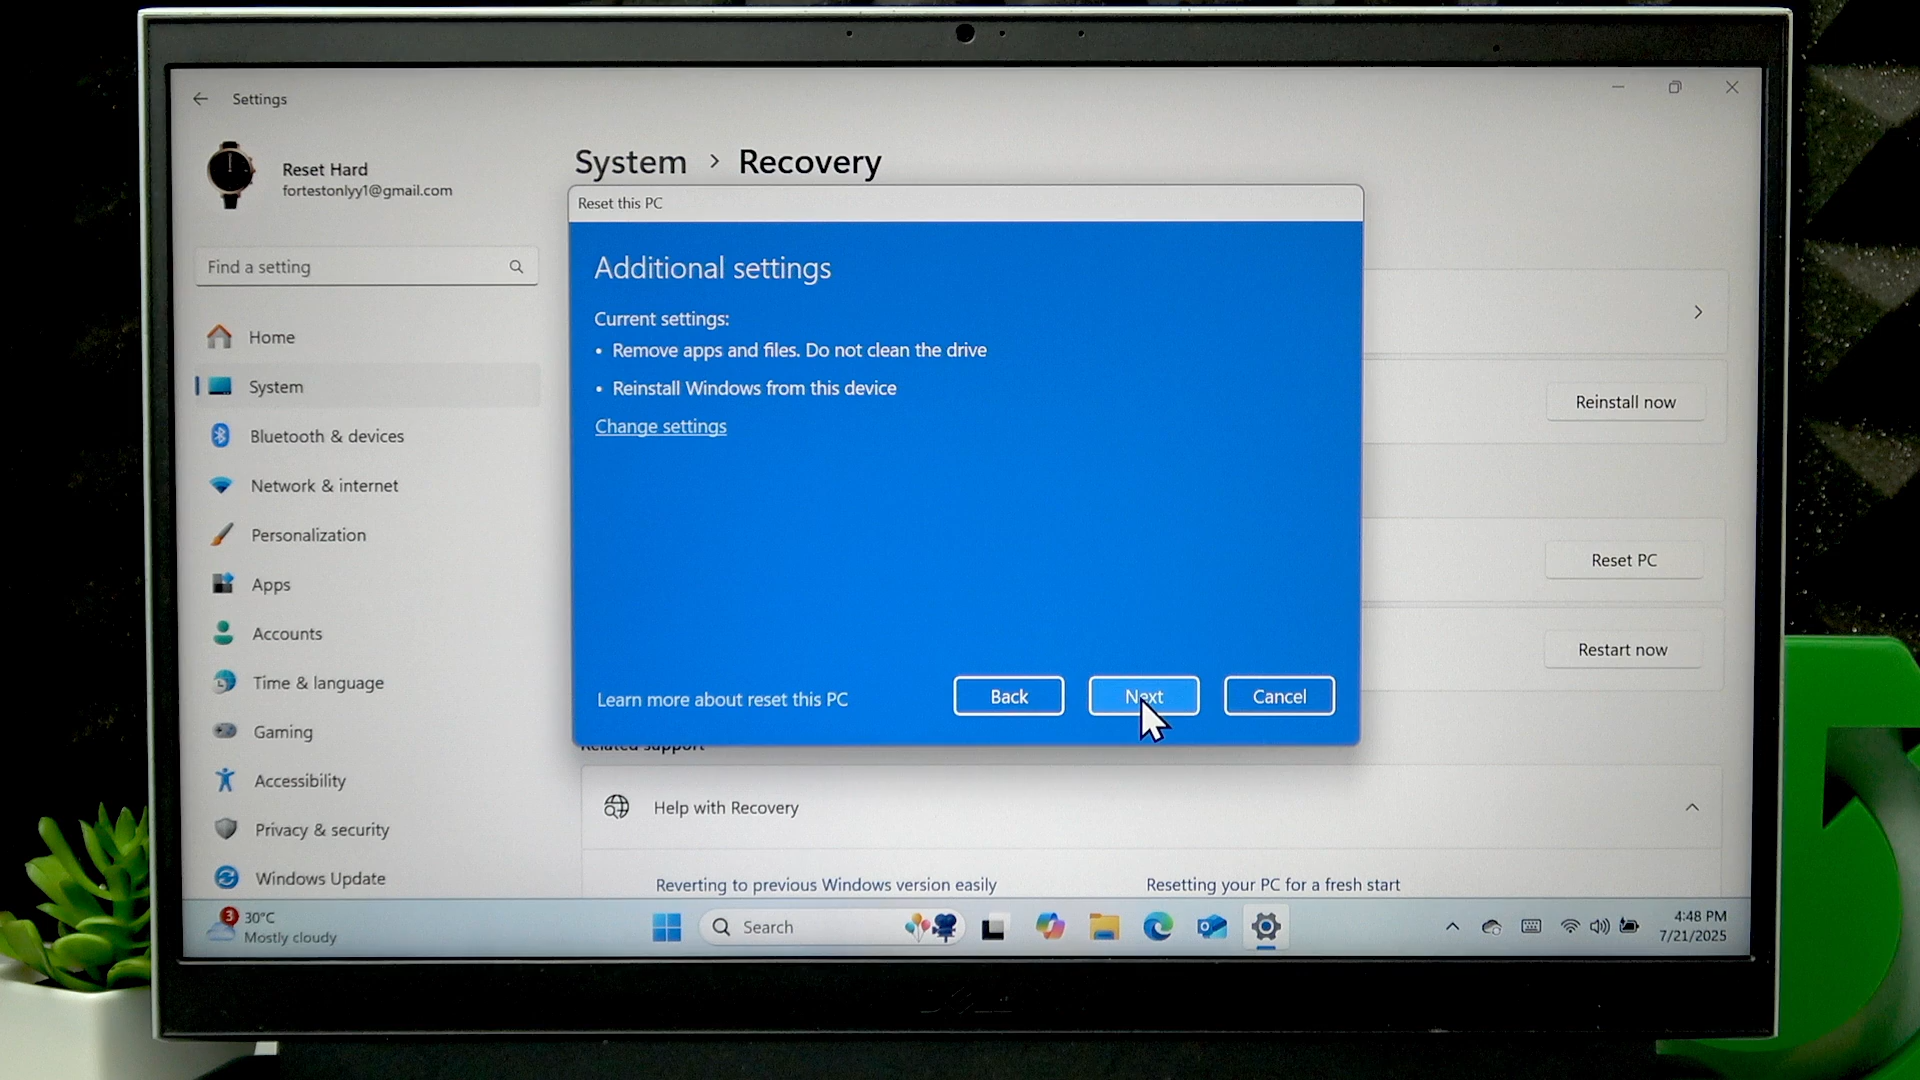 Settings
Reset Hard
fortestonlyy1@gmail.com
Find a setting
Home
System
Bluetooth & devices
Network & internet
Personalization
Apps
Accounts
Time & language
Gaming
Accessibility
Privacy & security
Windows Update
System > Recovery
Reset this PC
Additional settings
Current settings:
• Remove apps and files. Do not clean the drive
• Reinstall Windows from this device
Change settings
Learn more about reset this PC
Back
Next
Cancel
Reinstall now
Reset PC
Restart now
Related support
Help with Recovery
Reverting to previous Windows version easily
Resetting your PC for a fresh start
3
30°C
Mostly cloudy
Search
4:48 PM
7/21/2025
DELL